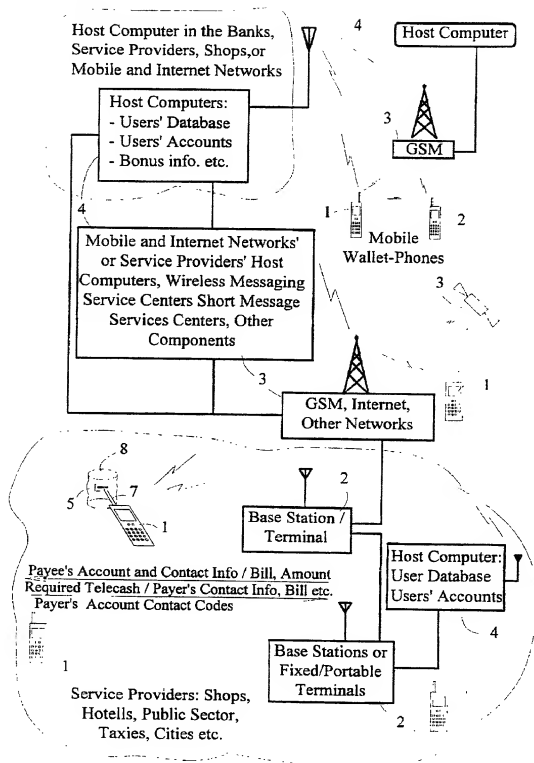 Host Computer in the Banks,
Service Providers, Shops,or
Mobile and Internet Networks
4
Host Computer
Host Computers:
- Users' Database
- Users' Accounts
- Bonus info. etc.
3
GSM
4
1
2
Mobile
Wallet-Phones
Mobile and Internet Networks'
or Service Providers' Host
Computers, Wireless Messaging
Service Centers Short Message
Services Centers, Other
Components
3
3
1
GSM, Internet,
Other Networks
8
5
7
1
2
Base Station /
Terminal
Host Computer:
User Database
Users' Accounts
4
Payee's Account and Contact Info / Bill, Amount
Required Telecash / Payer's Contact Info, Bill etc.
Payer's Account Contact Codes
1
Base Stations or
Fixed/Portable
Terminals
2
Service Providers: Shops,
Hotells, Public Sector,
Taxies, Cities etc.